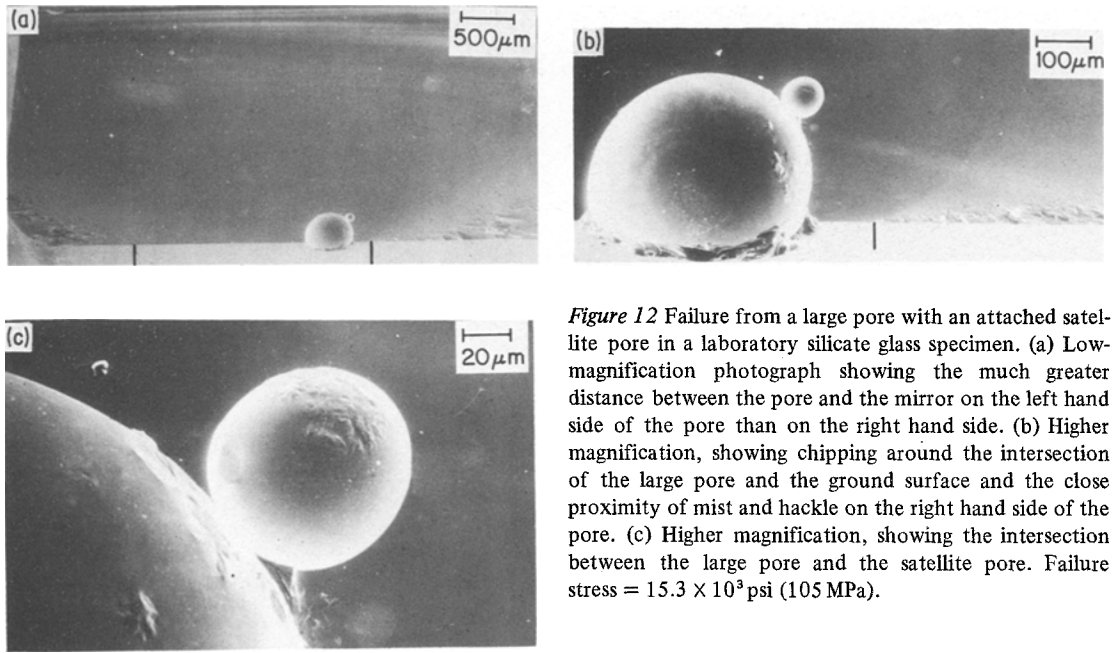 (a)
500μm
(b)
100μm
(c)
20μm
Figure 12 Failure from a large pore with an attached satel-
lite pore in a laboratory silicate glass specimen. (a) Low-
magnification photograph showing the much greater
distance between the pore and the mirror on the left hand
side of the pore than on the right hand side. (b) Higher
magnification, showing chipping around the intersection
of the large pore and the ground surface and the close
proximity of mist and hackle on the right hand side of the
pore. (c) Higher magnification, showing the intersection
between the large pore and the satellite pore. Failure
stress = 15.3 × 10³ psi (105 MPa).